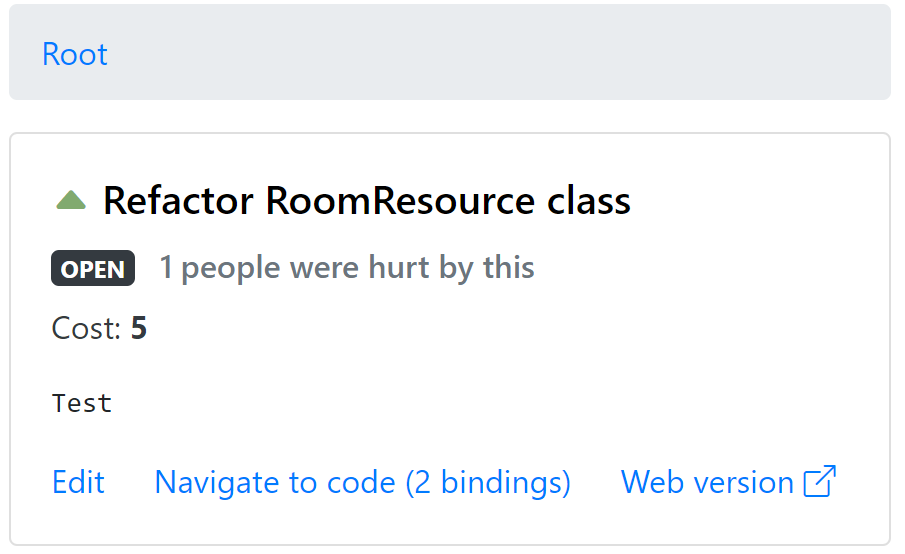 Root
Refactor RoomResource class
OPEN 1 people were hurt by this
Cost: 5
Test
Edit Navigate to code (2 bindings) Web version